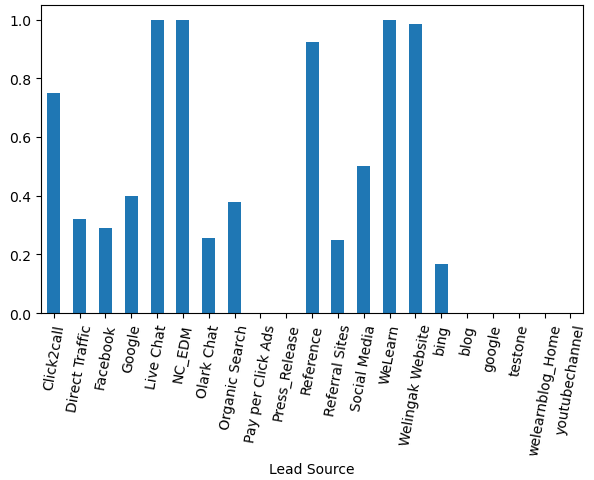 1.0
0.8
0.6
0.4
0.2
0.0
Click2call
Direct Traffic
Facebook
Google
Live Chat
NC_EDM
Olark Chat
Organic Search
Pay per Click Ads
Press_Release
Reference
Referral Sites
Social Media
WeLearn
Welingak Website
bing
blog
google
testone
welearnblog_Home
youtubechannel
Lead Source